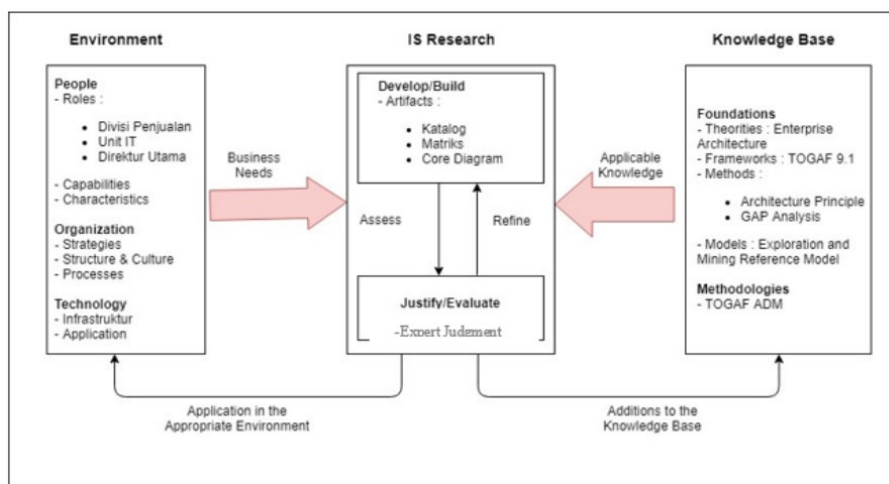 Environment
People
- Roles :
• Divisi Penjualan
• Unit IT
• Direktur Utama
- Capabilities
- Characteristics
Organization
- Strategies
- Structure & Culture
- Processes
Technology
- Infrastruktur
- Application
Business
Needs
IS Research
Develop/Build
- Artifacts :
• Katalog
• Matriks
• Core Diagram
Assess
Refine
Justify/Evaluate
-Expert Judgment
Applicable
Knowledge
Knowledge Base
Foundations
- Theorities : Enterprise
Architecture
- Frameworks : TOGAF 9.1
- Methods :
• Architecture Principle
• GAP Analysis
- Models : Exploration and
Mining Reference Model
Methodologies
- TOGAF ADM
Application in the
Appropriate Environment
Additions to the
Knowledge Base